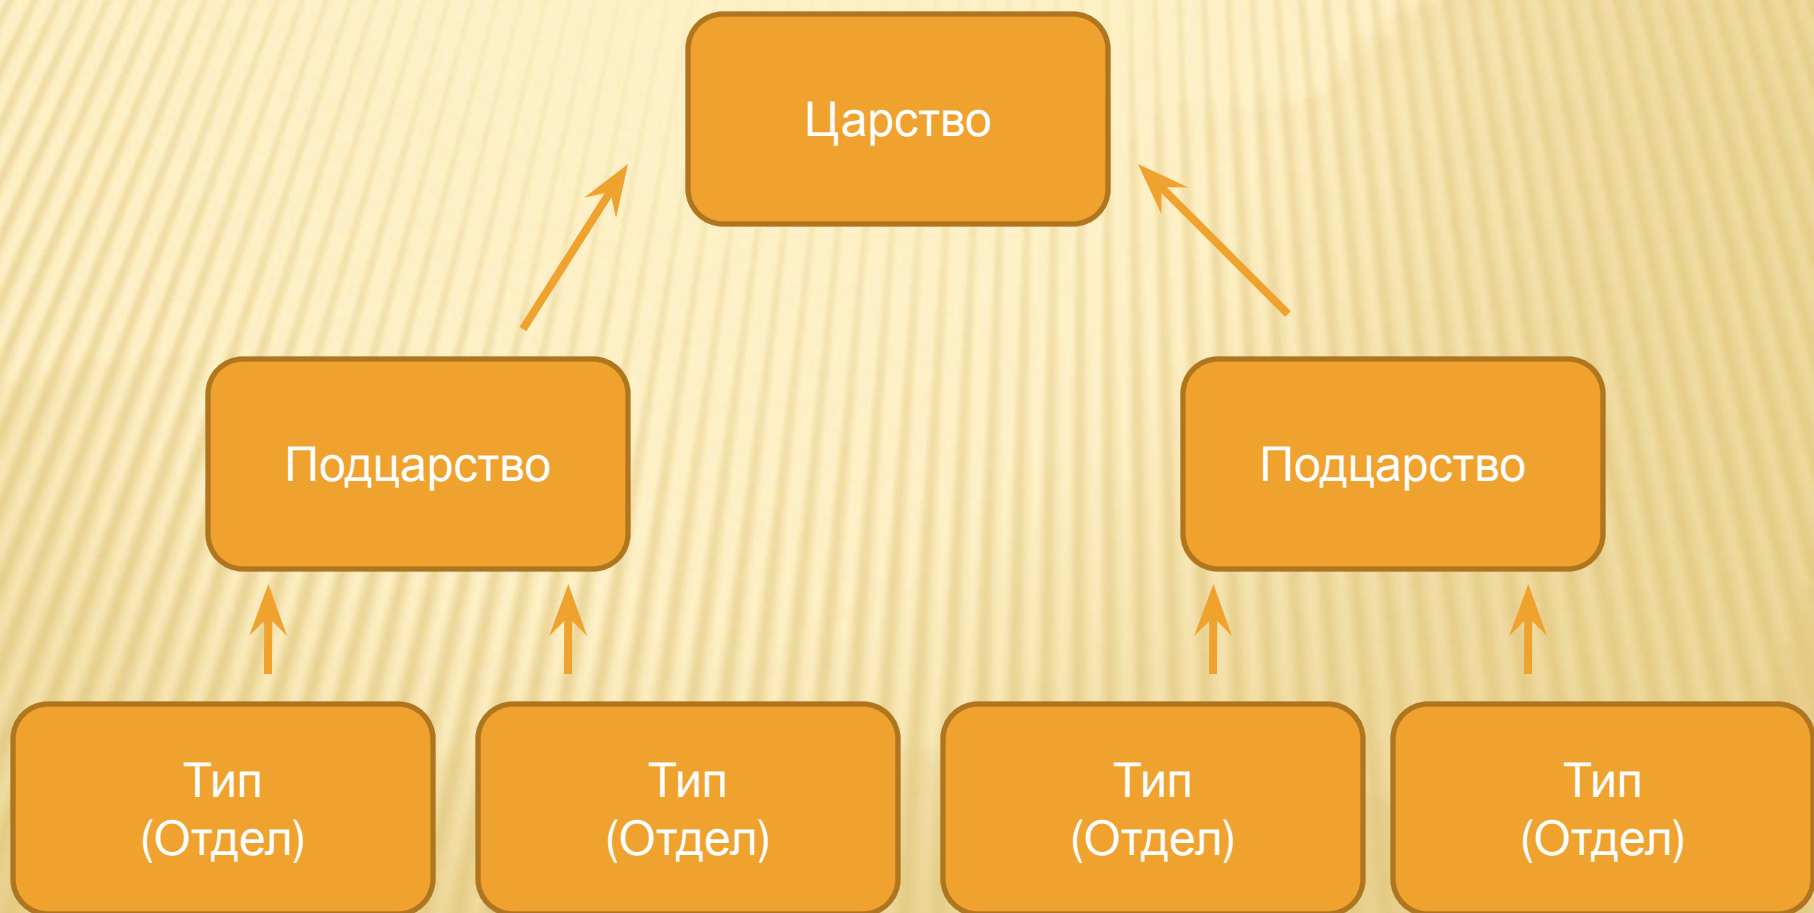 Царство
Подцарство
Подцарство
Тип
(Отдел)
Тип
(Отдел)
Тип
(Отдел)
Тип
(Отдел)